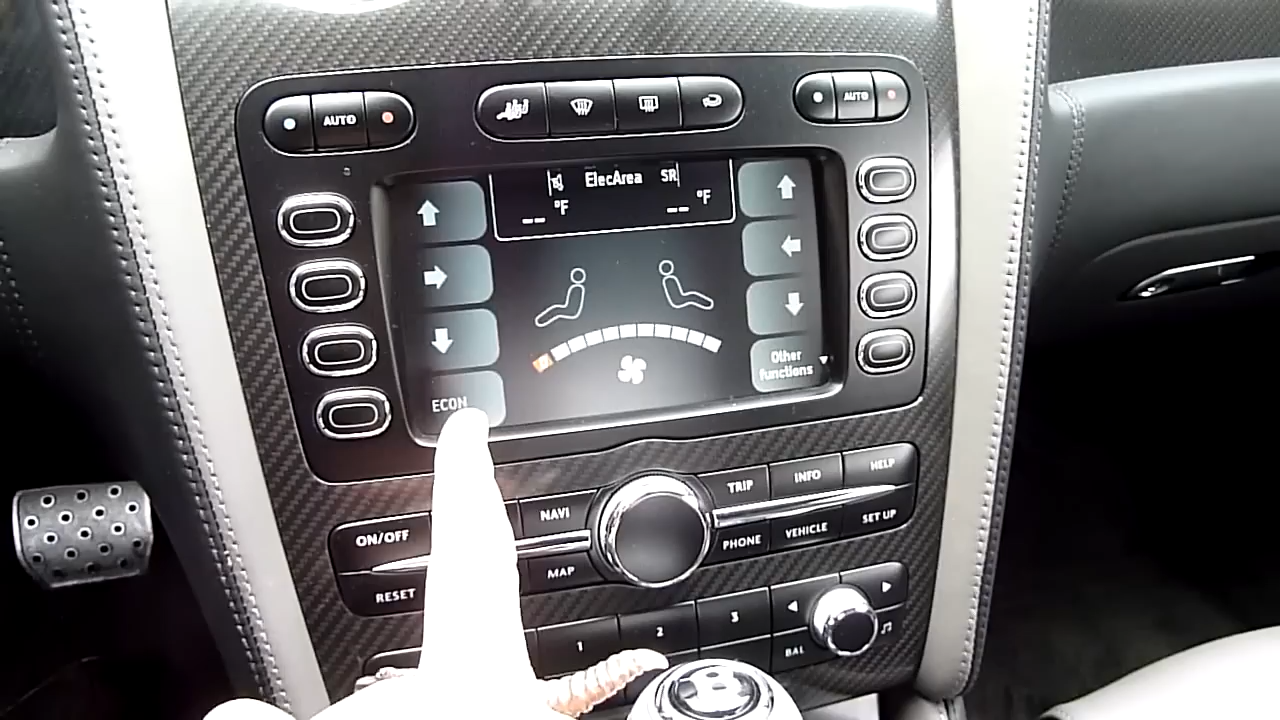 AUTO
AUTO
ElecArea SR
-- °F -- °F
Other
functions
ECON
TRIP INFO HELP
NAVI
ON/OFF
PHONE VEHICLE SET UP
MAP
RESET
1 2 3
BAL